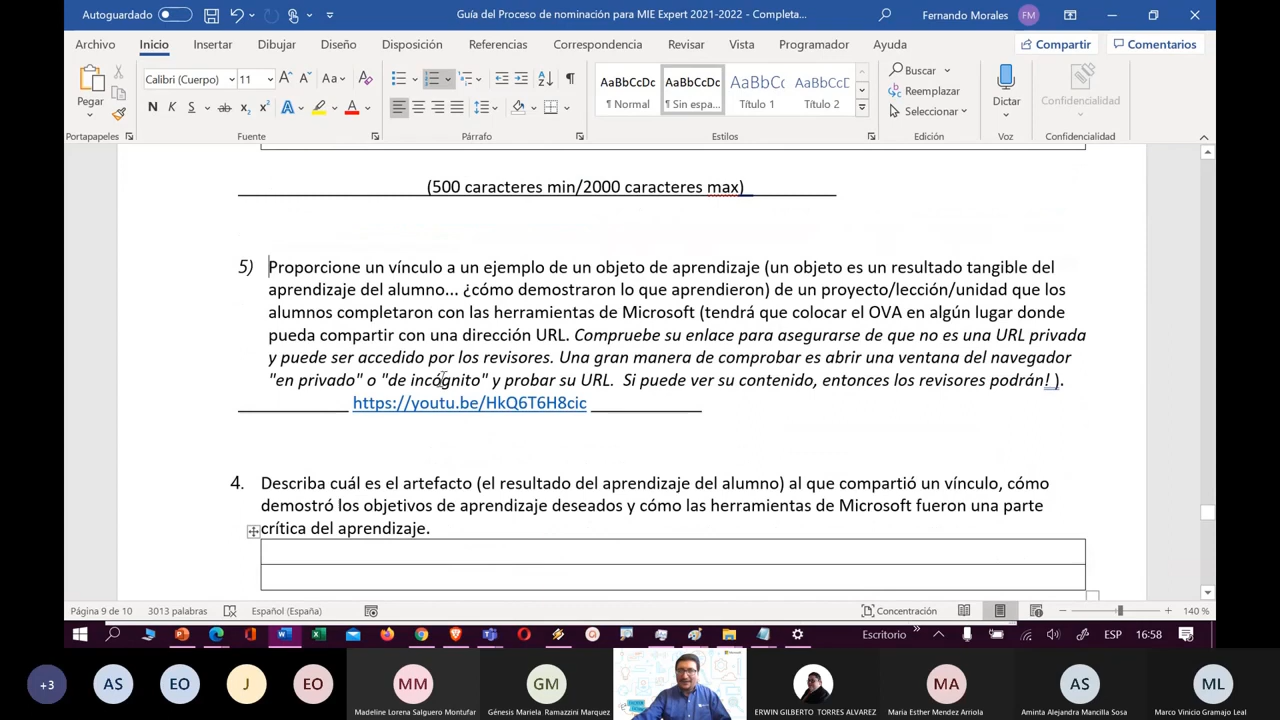 Autoguardado
Guía del Proceso de nominación para MIE Expert 2021-2022 - Completa...
Fernando Morales
FM
Archivo
Inicio
Insertar
Dibujar
Diseño
Disposición
Referencias
Correspondencia
Revisar
Vista
Programador
Ayuda
Compartir
Comentarios
Pegar
Calibri (Cuerpo)
11
N K S ab x₂ x²
AaBbCcDc
AaBbCcDc
AaBbCc
AaBbCcD
¶ Normal
¶ Sin espa...
Título 1
Título 2
Buscar
Reemplazar
Seleccionar
Dictar
Confidencialidad
Portapapeles
Fuente
Párrafo
Estilos
Edición
Voz
Confidencialidad
(500 caracteres min/2000 caracteres max)
5) Proporcione un vínculo a un ejemplo de un objeto de aprendizaje (un objeto es un resultado tangible del
aprendizaje del alumno... ¿cómo demostraron lo que aprendieron) de un proyecto/lección/unidad que los
alumnos completaron con las herramientas de Microsoft (tendrá que colocar el OVA en algún lugar donde
pueda compartir con una dirección URL. Compruebe su enlace para asegurarse de que no es una URL privada
y puede ser accedido por los revisores. Una gran manera de comprobar es abrir una ventana del navegador
"en privado" o "de incógnito" y probar su URL. Si puede ver su contenido, entonces los revisores podrán! ).
https://youtu.be/HkQ6T6H8cic
4. Describa cuál es el artefacto (el resultado del aprendizaje del alumno) al que compartió un vínculo, cómo
demostró los objetivos de aprendizaje deseados y cómo las herramientas de Microsoft fueron una parte
crítica del aprendizaje.
Página 9 de 10
3013 palabras
Español (España)
Concentración
140 %
Escritorio
ESP
16:58
+3
AS
EO
J
EO
MM
Madeline Lorena Salguero Montufar
GM
Génesis Mariela Ramazzini Marquez
ERWIN GILBERTO TORRES ALVAREZ
MA
Maria Esther Mendez Arriola
AS
Aminta Alejandra Mancilla Sosa
ML
Marco Vinicio Gramajo Leal